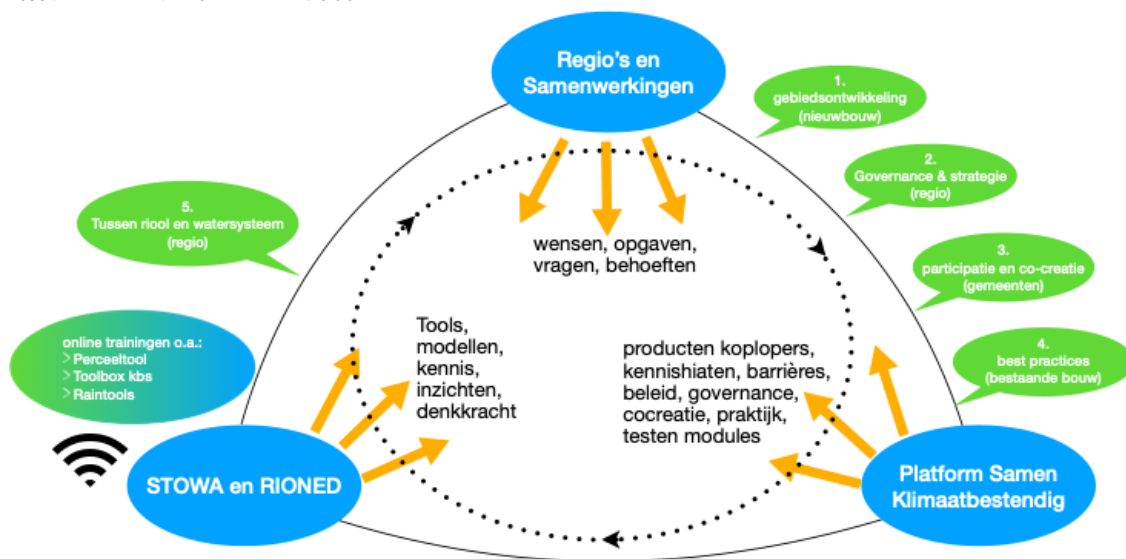 Regio's en
Samenwerkingen
1.
gebiedsontwikkeling
(nieuwbouw)
2.
Governance & strategie
(regio)
5.
Tussen riool en watersysteem
(regio)
wensen, opgaven,
vragen, behoeften
3.
participatie en co-creatie
(gemeenten)
online trainingen o.a.:
> Perceeltool
> Toolbox kbs
> Raintools
Tools,
modellen,
kennis,
inzichten,
denkkracht
producten koplopers,
kennishiaten, barrières,
beleid, governance,
cocreatie, praktijk,
testen modules
4.
best practices
(bestaande bouw)
STOWA en RIONED
Platform Samen
Klimaatbestendig